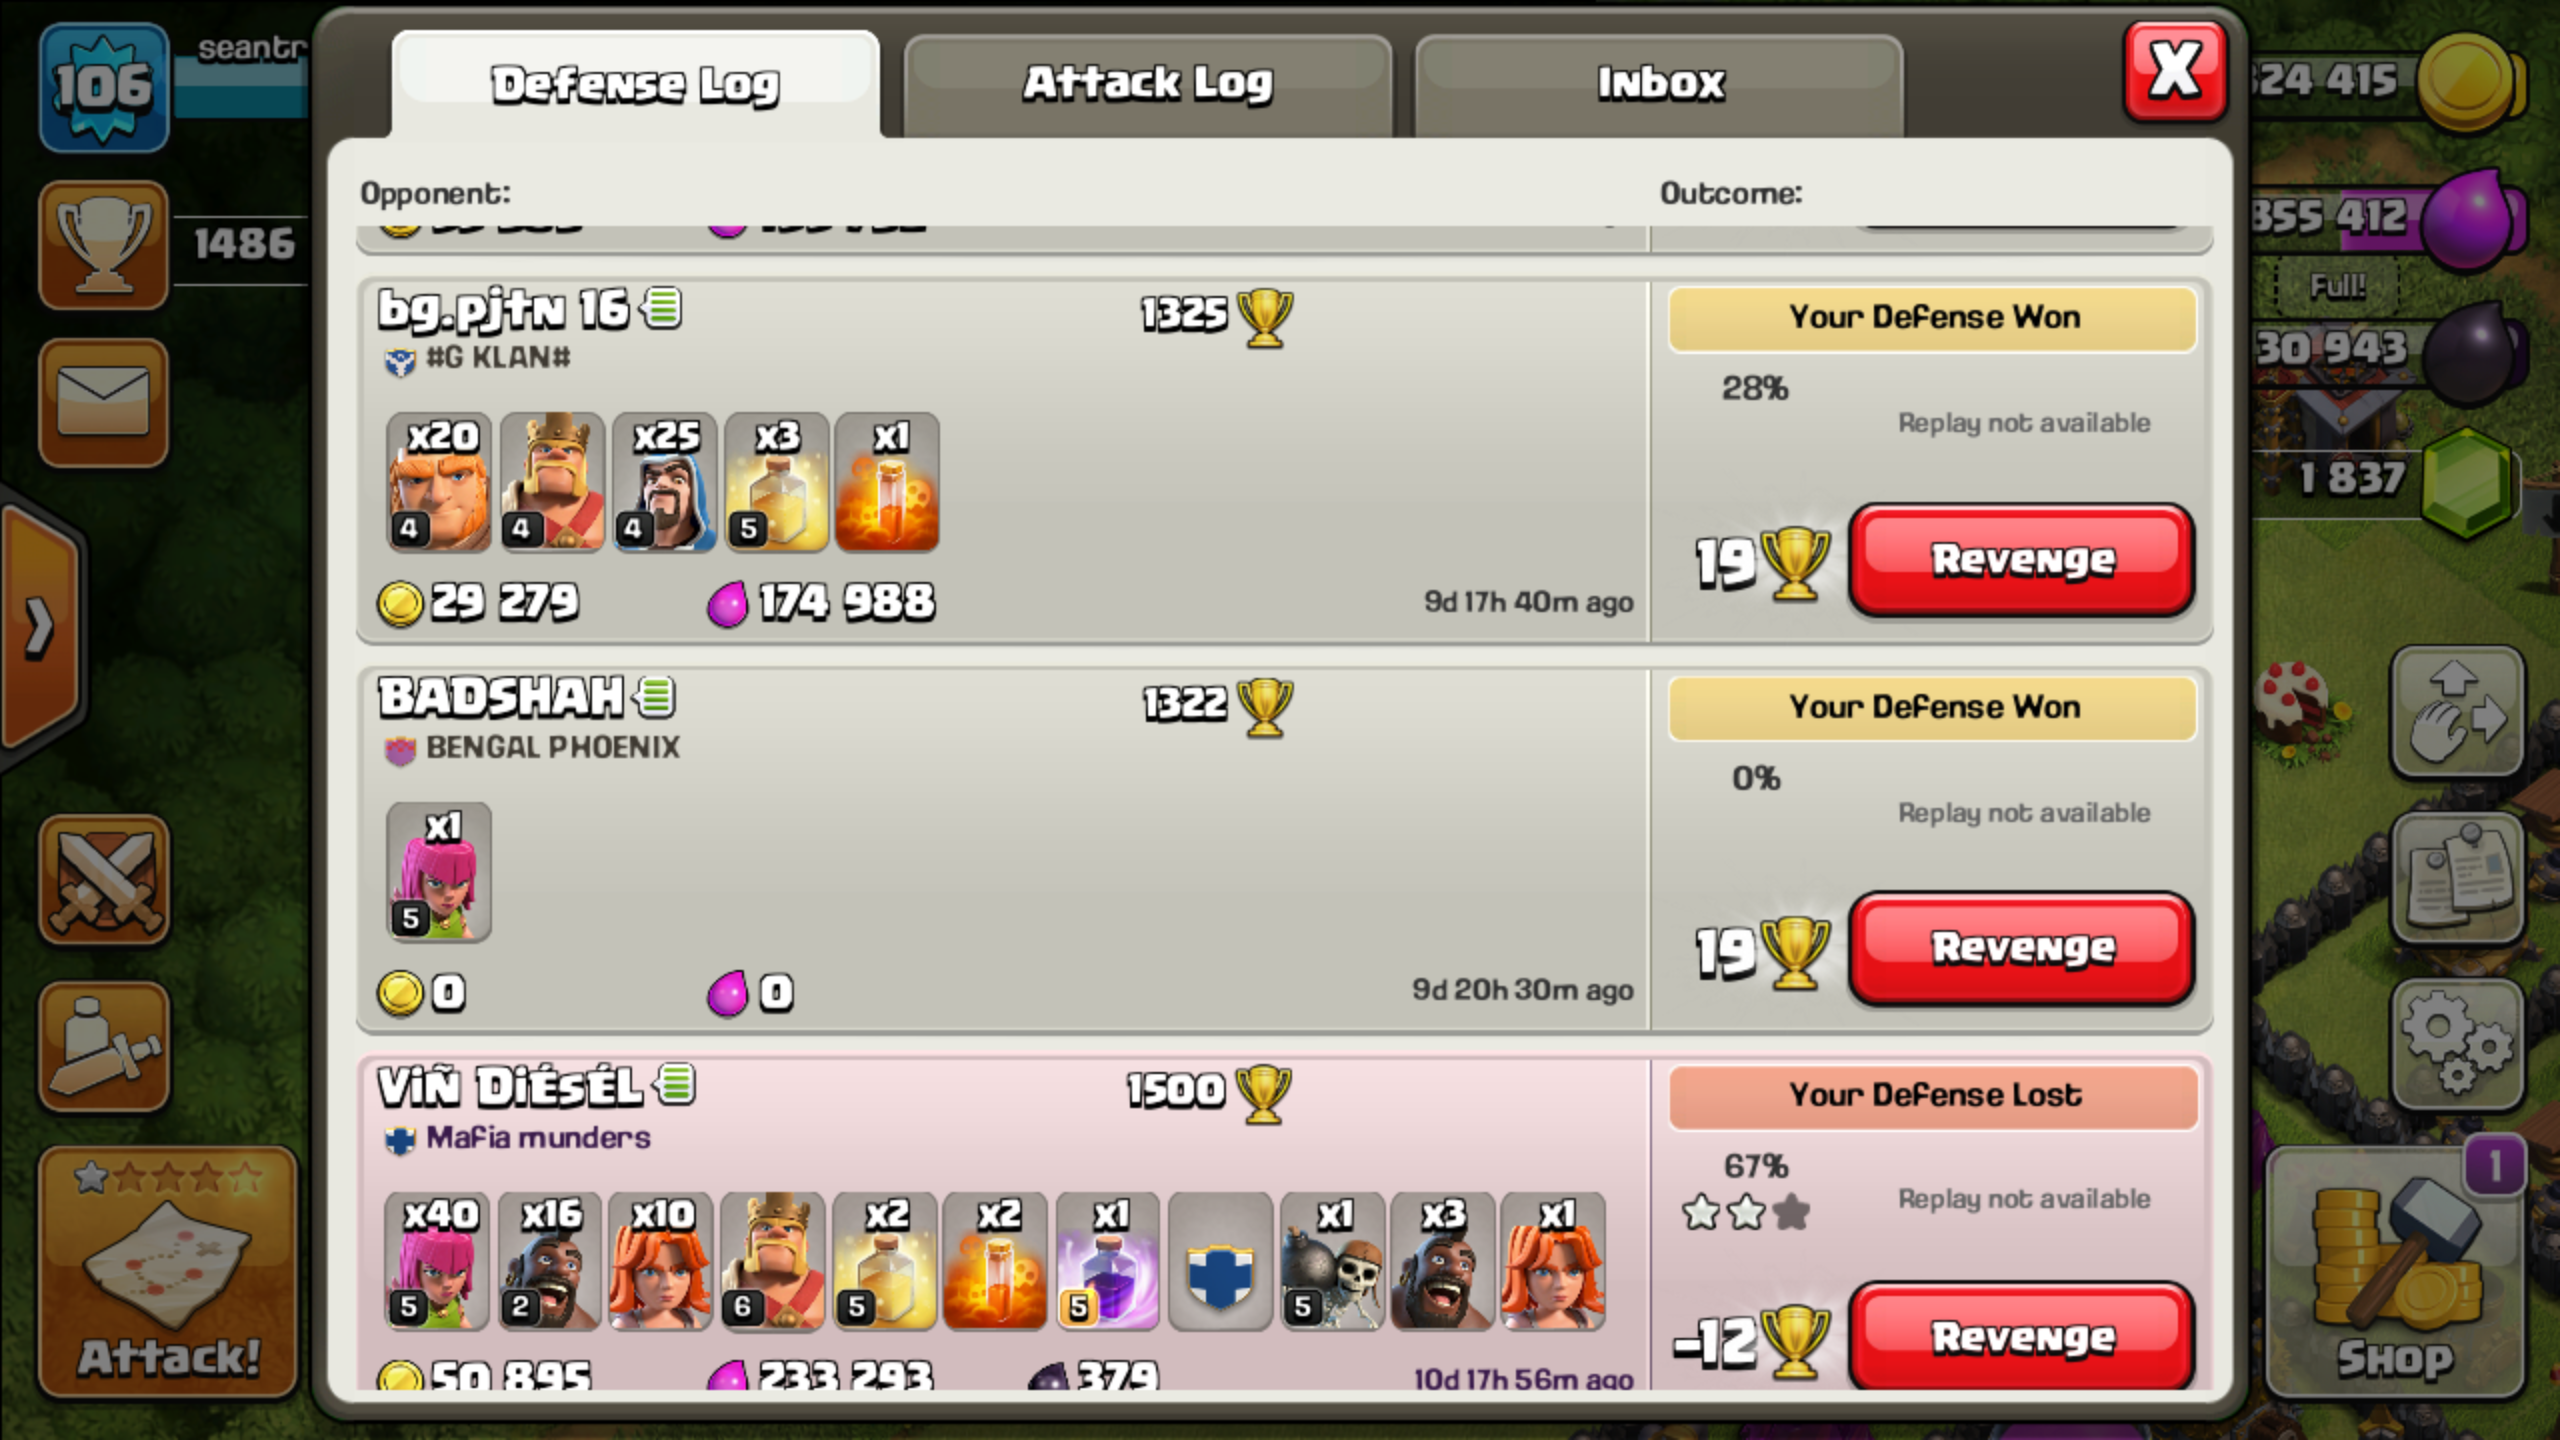 106
seantr
1486
Defense Log
Attack Log
Inbox
X
24 415
355 412
Full!
30 943
1 837
Opponent:
Outcome:
bg.pjtn 16
1325
#G KLAN#
x20
x25
x3
x1
4
4
4
5
29 279
174 988
9d 17h 40m ago
Your Defense Won
28%
Replay not available
19
Revenge
BADSHAH
1322
BENGAL PHOENIX
x1
5
0
0
9d 20h 30m ago
Your Defense Won
0%
Replay not available
19
Revenge
ViÑ DiÉSÉL
1500
Mafia munders
x40
x16
x10
x2
x2
x1
x1
x3
x1
5
2
6
5
5
5
50 895
233 293
379
10d 17h 56m ago
Your Defense Lost
67%
Replay not available
-12
Revenge
Attack!
1
Shop